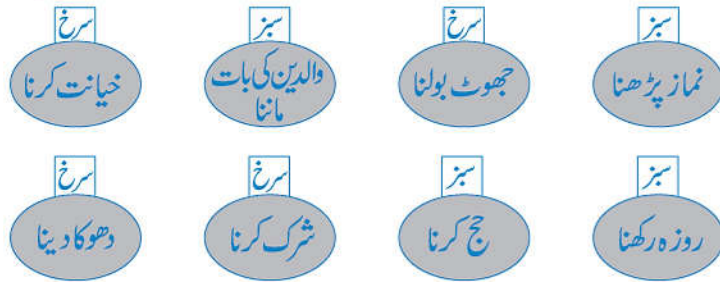 سبز
نماز پڑھنا
سرخ
جھوٹ بولنا
سبز
والدین کی بات
ماننا
سرخ
خیانت کرنا
سبز
روزہ رکھنا
سبز
حج کرنا
سرخ
شرک کرنا
سرخ
دھوکا دینا